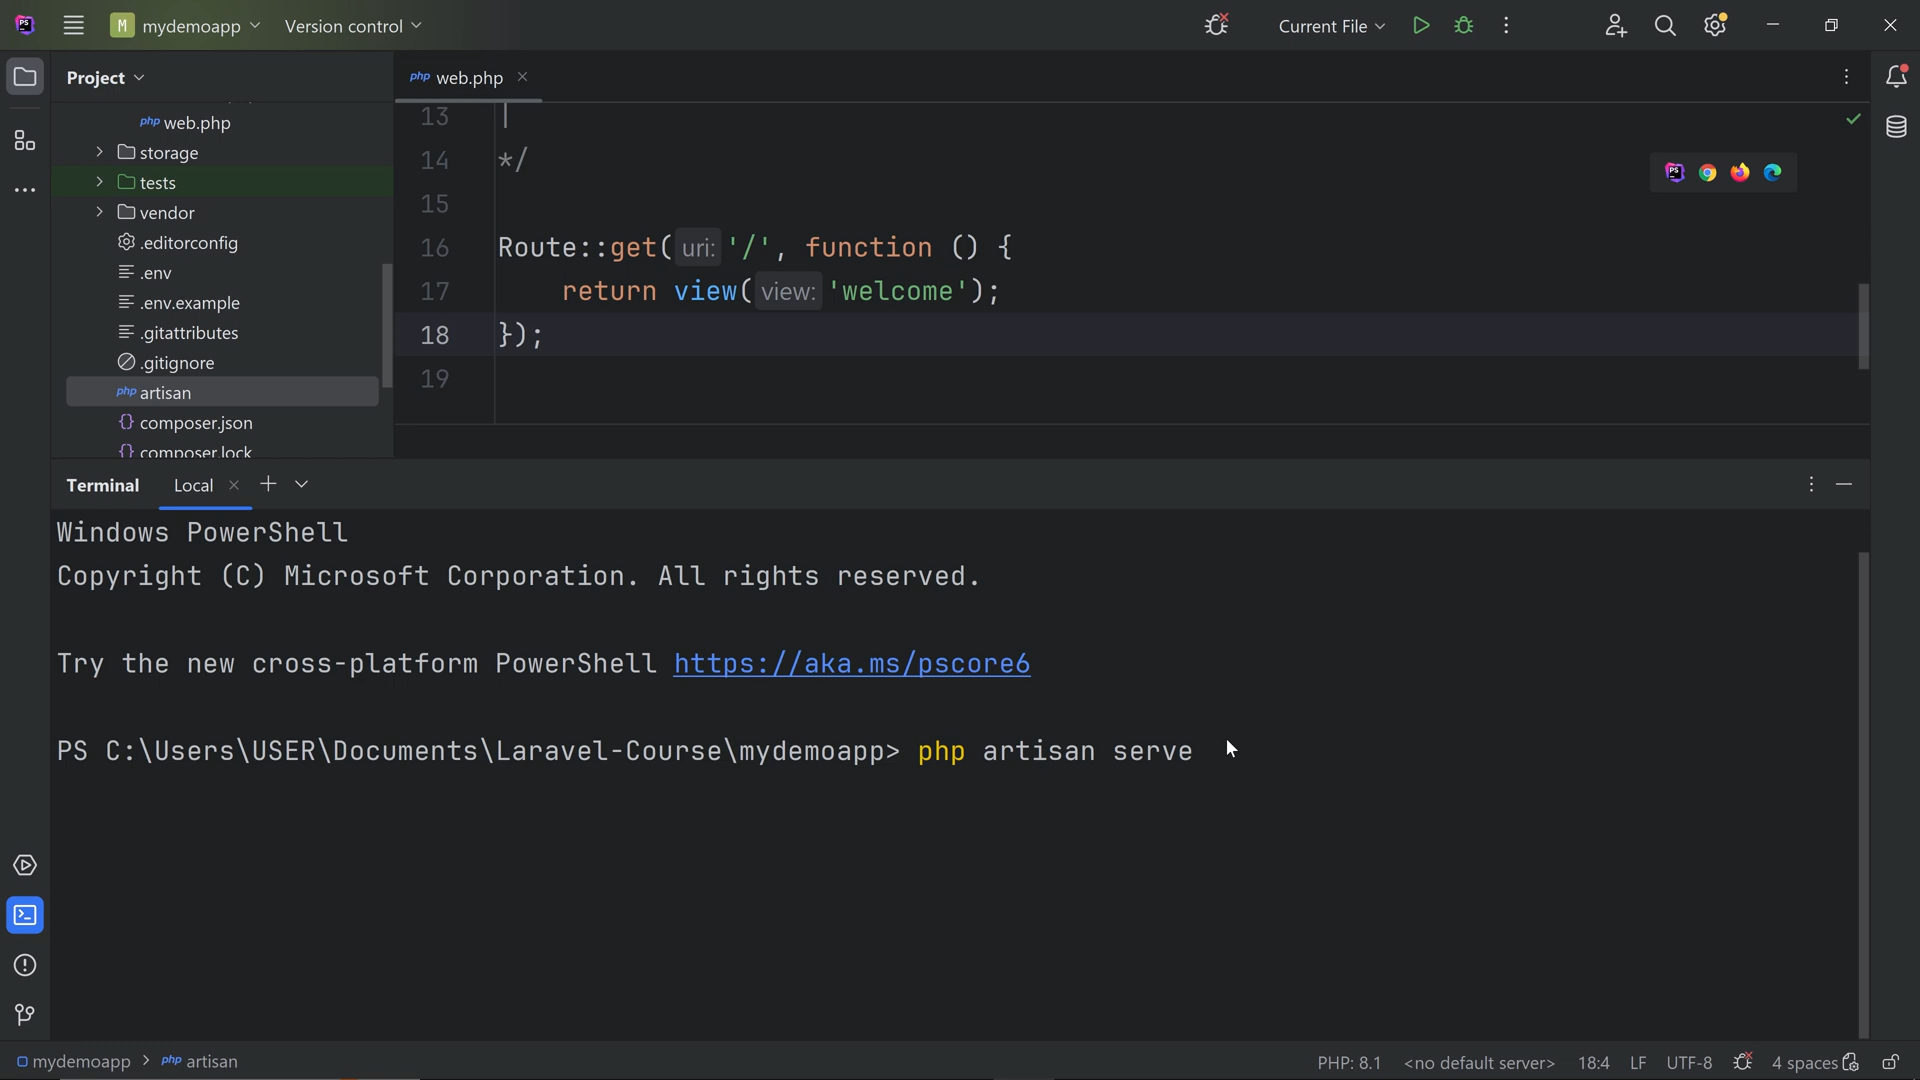 M mydemoapp
Version control
Current File
Project
php web.php
storage
tests
vendor
.editorconfig
.env
.env.example
.gitattributes
.gitignore
php artisan
composer.json
composer.lock
php web.php
13 |
14 */
15
16 Route::get( uri: '/', function () {
17 return view( view: 'welcome');
18 });
19
Terminal
Local
Windows PowerShell
Copyright (C) Microsoft Corporation. All rights reserved.
Try the new cross-platform PowerShell https://aka.ms/pscore6
PS C:\Users\USER\Documents\Laravel-Course\mydemoapp> php artisan serve
mydemoapp > php artisan
PHP: 8.1
<no default server>
18:4
LF
UTF-8
4 spaces